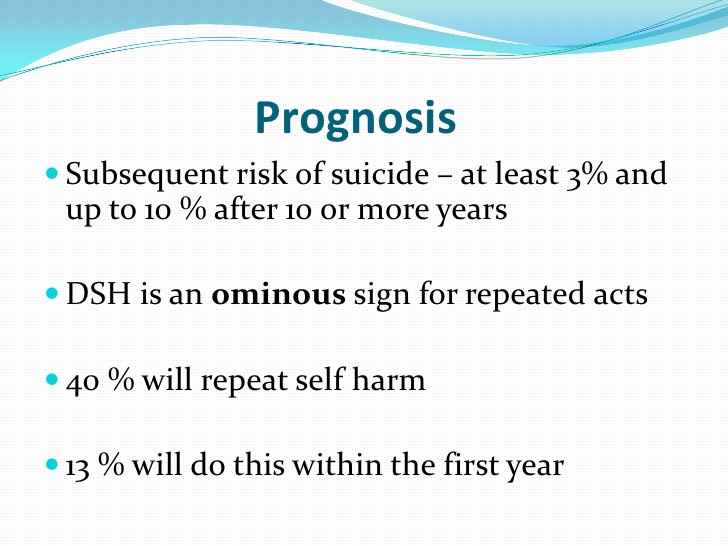 Prognosis
• Subsequent risk of suicide – at least 3% and
up to 10 % after 10 or more years
• DSH is an ominous sign for repeated acts
• 40 % will repeat self harm
• 13 % will do this within the first year